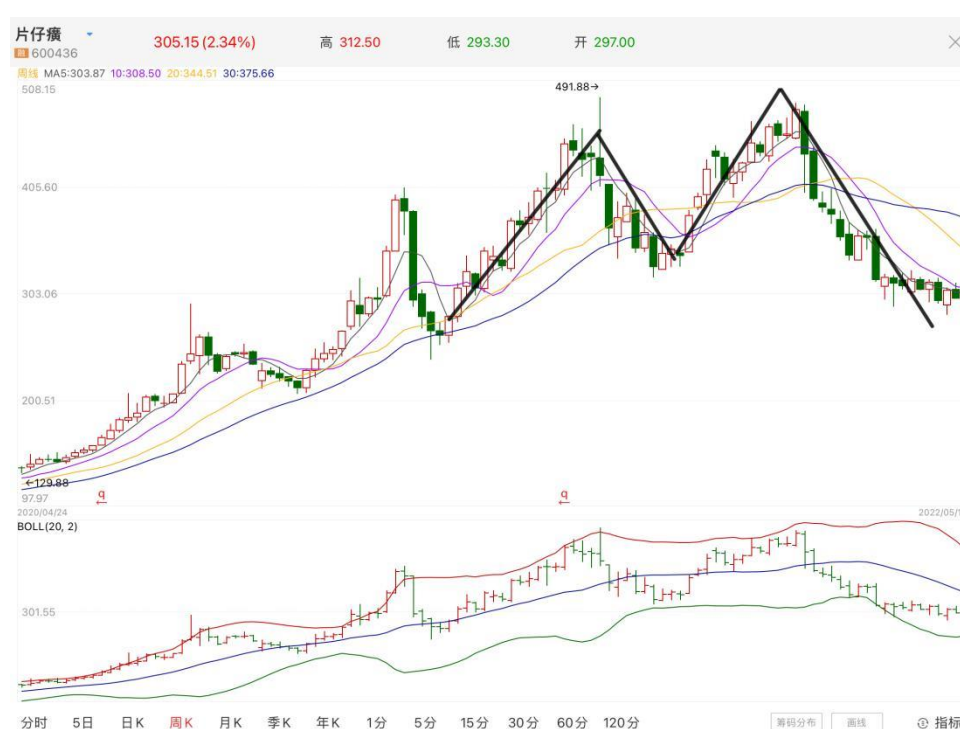 片仔癀
融 600436
305.15 (2.34%) 高 312.50 低 293.30 开 297.00
周线 MA5:303.87 10:308.50 20:344.51 30:375.66
508.15
491.88→
405.60
303.06
200.51
←129.88
97.97
q
q
2020/04/24
2022/05/1
BOLL(20, 2)
301.55
分时 5日 日K 周K 月K 季K 年K 1分 5分 15分 30分 60分 120分 筹码分布 画线 指标